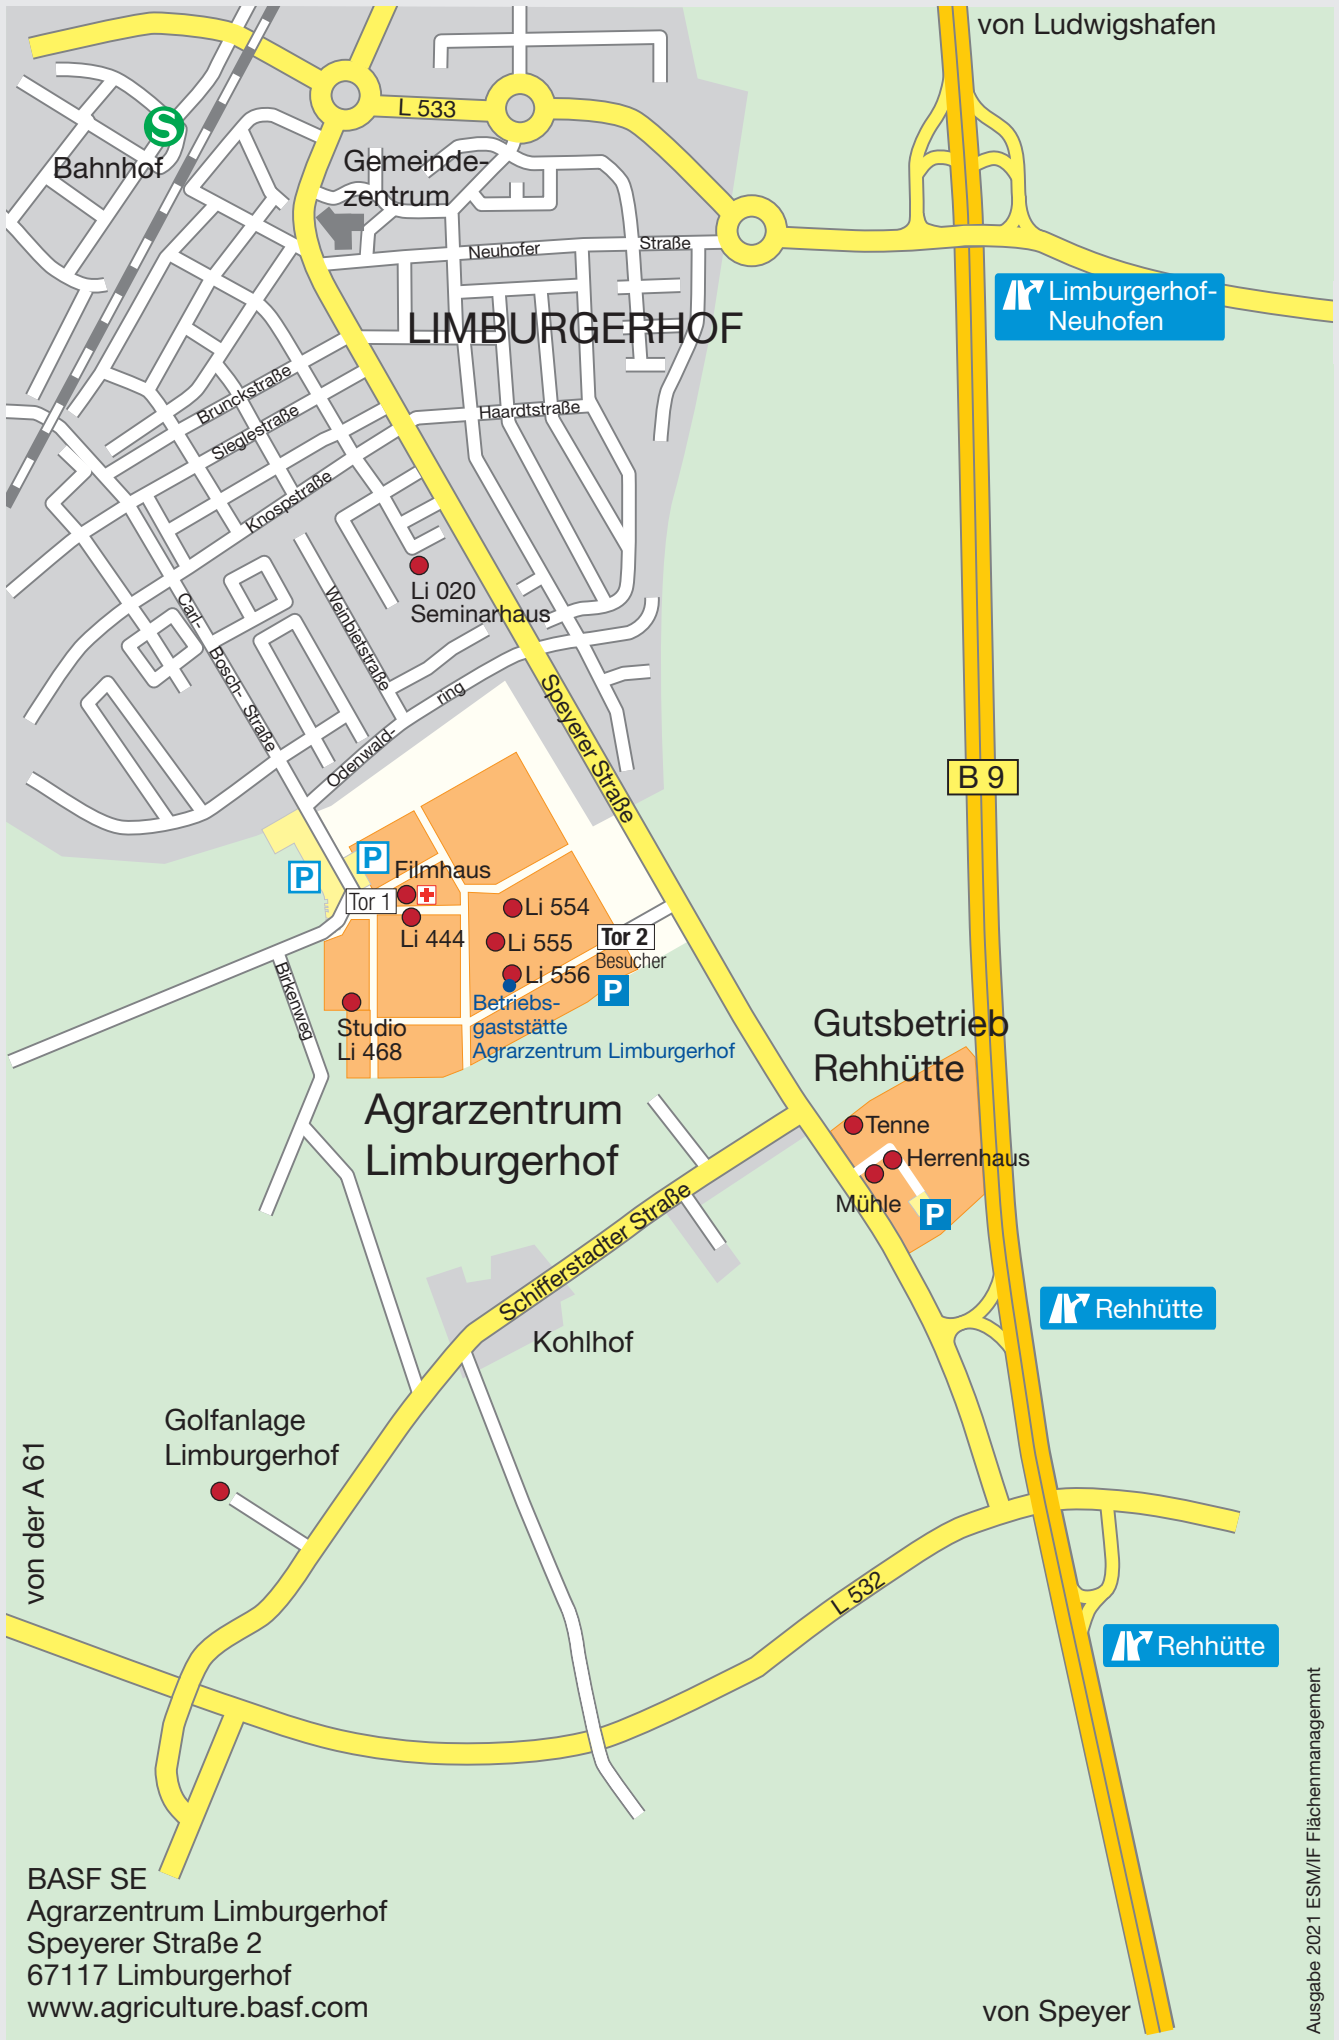 von Ludwigshafen
L 533
S
Bahnhof
Gemeinde-
zentrum
Neuhofer
Straße
Limburgerhof-
Neuhofen
LIMBURGERHOF
Brunckstraße
Sieglestraße
Haardtstraße
Knospstraße
Li 020
Seminarhaus
Carl-
Bosch-
Straße
Weinbietstraße
Odenwald-
ring
Speyerer Straße
B 9
P
P
Filmhaus
Tor 1
Li 444
Li 554
Li 555
Li 556
Tor 2
Besucher
P
Betriebs-
gaststätte
Agrarzentrum Limburgerhof
Birkenweg
Studio
Li 468
Gutsbetrieb
Rehhütte
Agrarzentrum
Limburgerhof
Tenne
Herrenhaus
Mühle
P
Schifferstadter Straße
Rehhütte
Kohlhof
Golfanlage
Limburgerhof
von der A 61
L 532
Rehhütte
BASF SE
Agrarzentrum Limburgerhof
Speyerer Straße 2
67117 Limburgerhof
www.agriculture.basf.com
von Speyer
Ausgabe 2021 ESM/IF Flächenmanagement